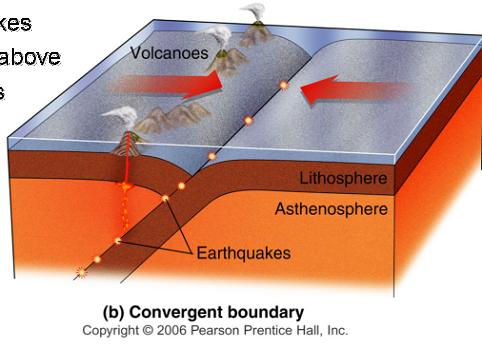 kes
above
s
Volcanoes
Lithosphere
Asthenosphere
Earthquakes
(b) Convergent boundary
Copyright © 2006 Pearson Prentice Hall, Inc.